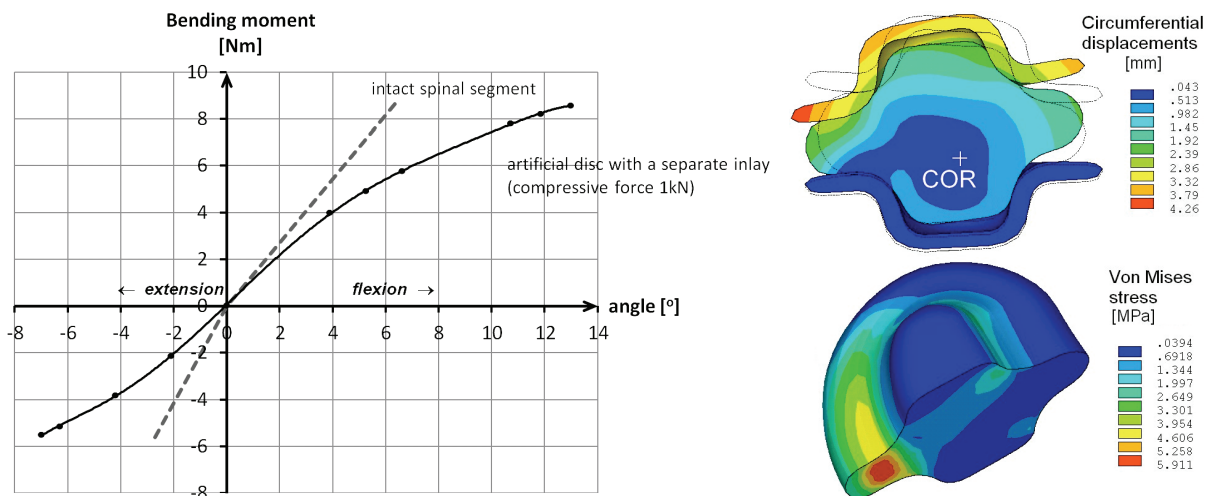 Bending moment
[Nm]
10
8
6
4
2
0
-2
-4
-6
-8
-8
-6
-4
-2
0
2
4
6
8
10
12
14
intact spinal segment
artificial disc with a separate inlay
(compressive force 1kN)
← extension
flexion →
angle [o]
Circumferential
displacements
[mm]
.043
.513
.982
1.45
1.92
2.39
2.86
3.32
3.79
4.26
COR
Von Mises
stress
[MPa]
.0394
.6918
1.344
1.997
2.649
3.301
3.954
4.606
5.258
5.911